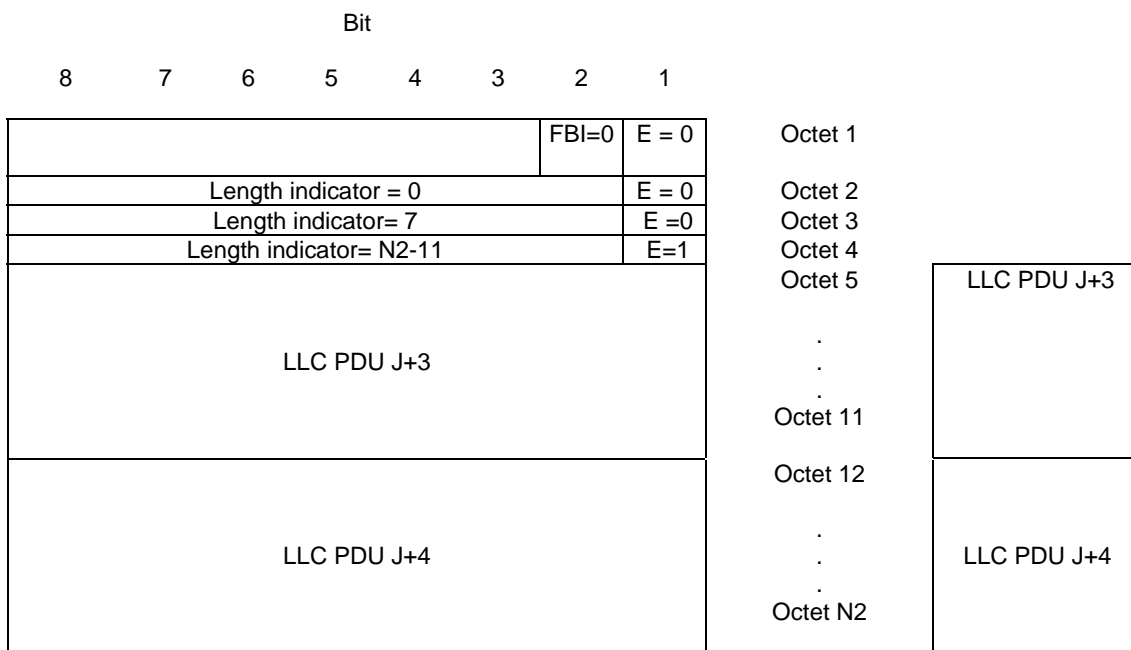 Bit
8 7 6 5 4 3 2 1
FBI=0 E = 0 Octet 1
Length indicator = 0 E = 0 Octet 2
Length indicator= 7 E =0 Octet 3
Length indicator= N2-11 E=1 Octet 4
Octet 5 LLC PDU J+3
.
LLC PDU J+3 .
.
Octet 11
Octet 12
.
LLC PDU J+4 . LLC PDU J+4
.
Octet N2